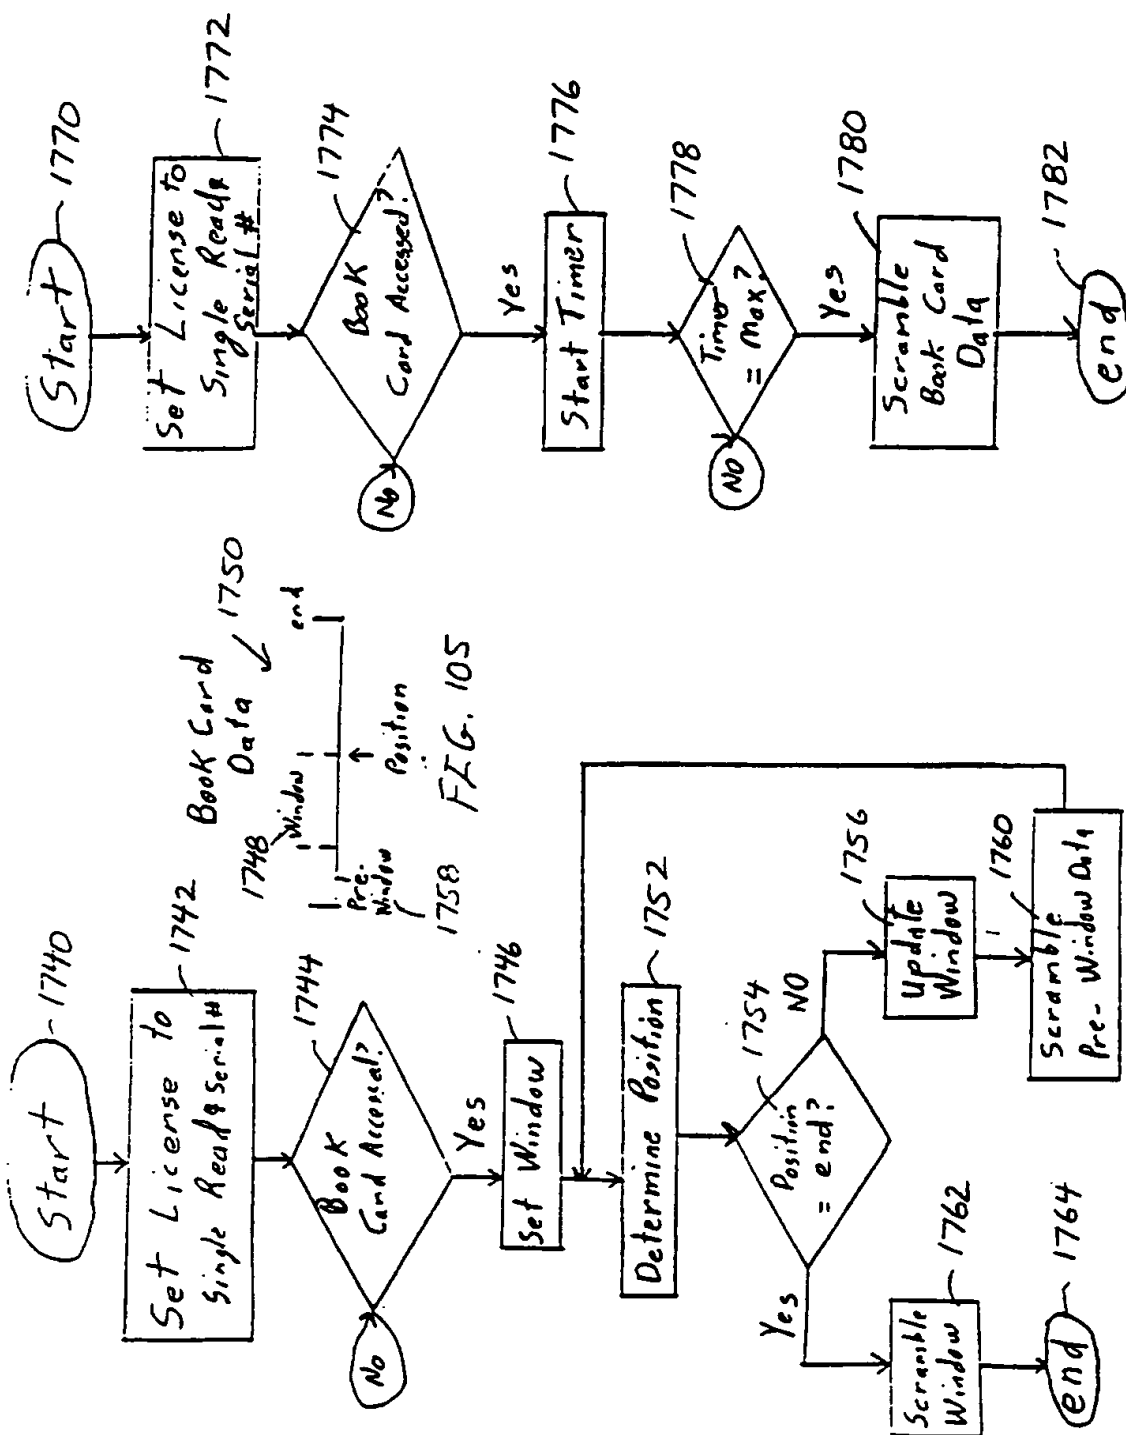 Start
1740
Set License to
Single Read & Serial #
1742
Book
Card Accessed?
1744
No
Yes
Set Window
1746
Book Card
Data
1750
1748
Window
end
Pre-
Window
1758
Position
FIG. 105
Determine Position
1752
Position
= end?
1754
Yes
NO
Update
Window
1756
Scramble
Pre-Window Data
1760
Scramble
Window
1762
end
1764
Start
1770
Set License to
Single Read &
Serial #
1772
Book
Card Accessed?
1774
No
Yes
Start Timer
1776
Timer
= Max?
1778
NO
Yes
Scramble
Book Card
Data
1780
end
1782